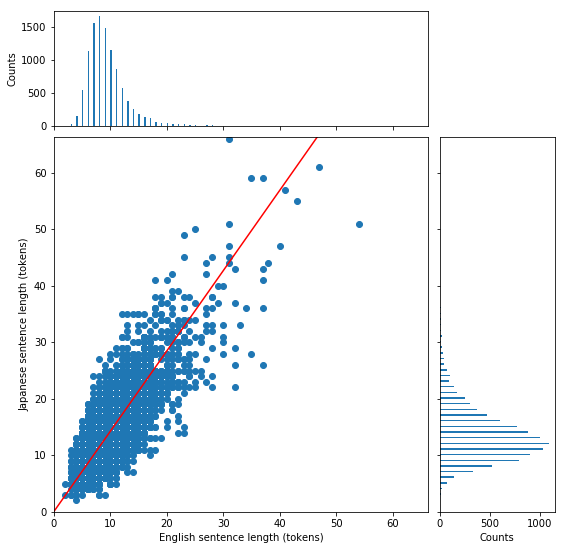 1500
1000
500
0
Counts
60
50
40
30
20
10
0
Japanese sentence length (tokens)
0 10 20 30 40 50 60
English sentence length (tokens)
0 500 1000
Counts